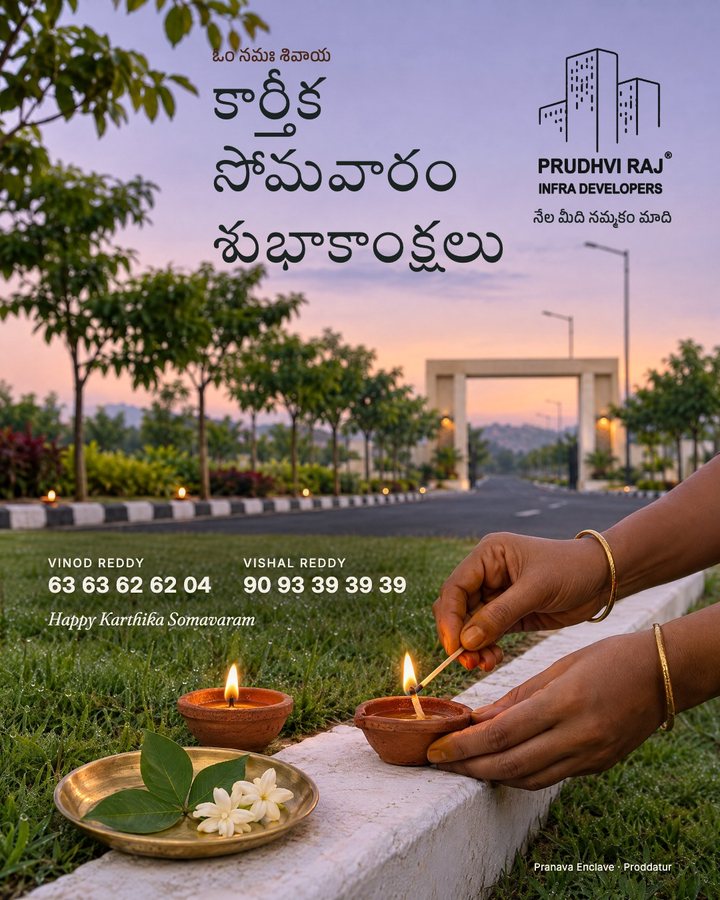 ఓం నమః శివాయ
కార్తీక
సోమవారం
శుభాకాంక్షలు
PRUDHVI RAJ®
INFRA DEVELOPERS
నేల మీది నమ్మకం మాది
VINOD REDDY
63 63 62 62 04
VISHAL REDDY
90 93 39 39 39
Happy Karthika Somavaram
Pranava Enclave · Proddatur